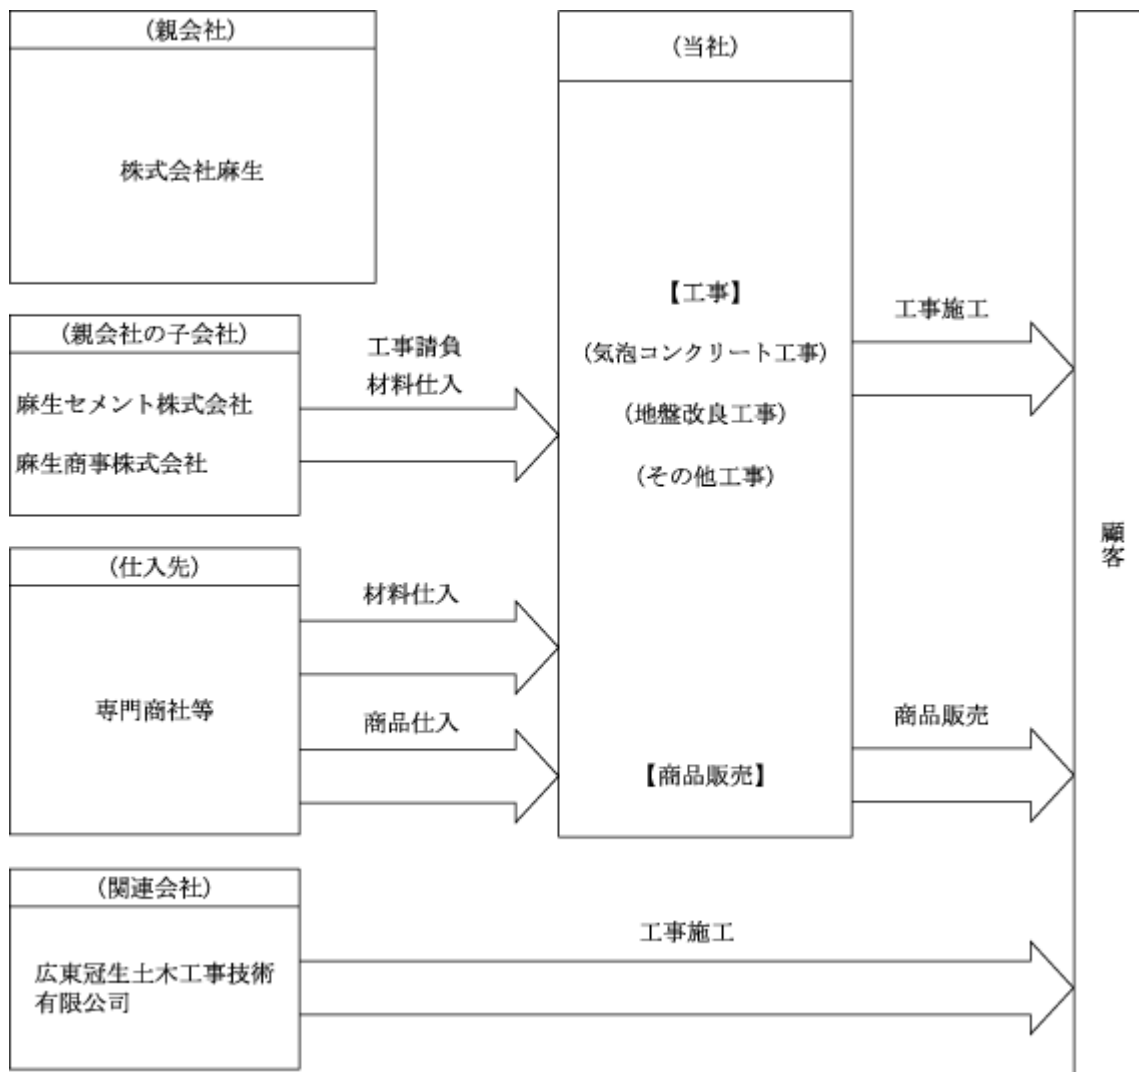 (親会社)
株式会社麻生
(親会社の子会社)
麻生セメント株式会社
麻生商事株式会社
工事請負
材料仕入
(仕入先)
専門商社等
材料仕入
商品仕入
(関連会社)
広東冠生土木工事技術
有限公司
工事施工
(当社)
【工事】
(気泡コンクリート工事)
(地盤改良工事)
(その他工事)
【商品販売】
工事施工
商品販売
顧客